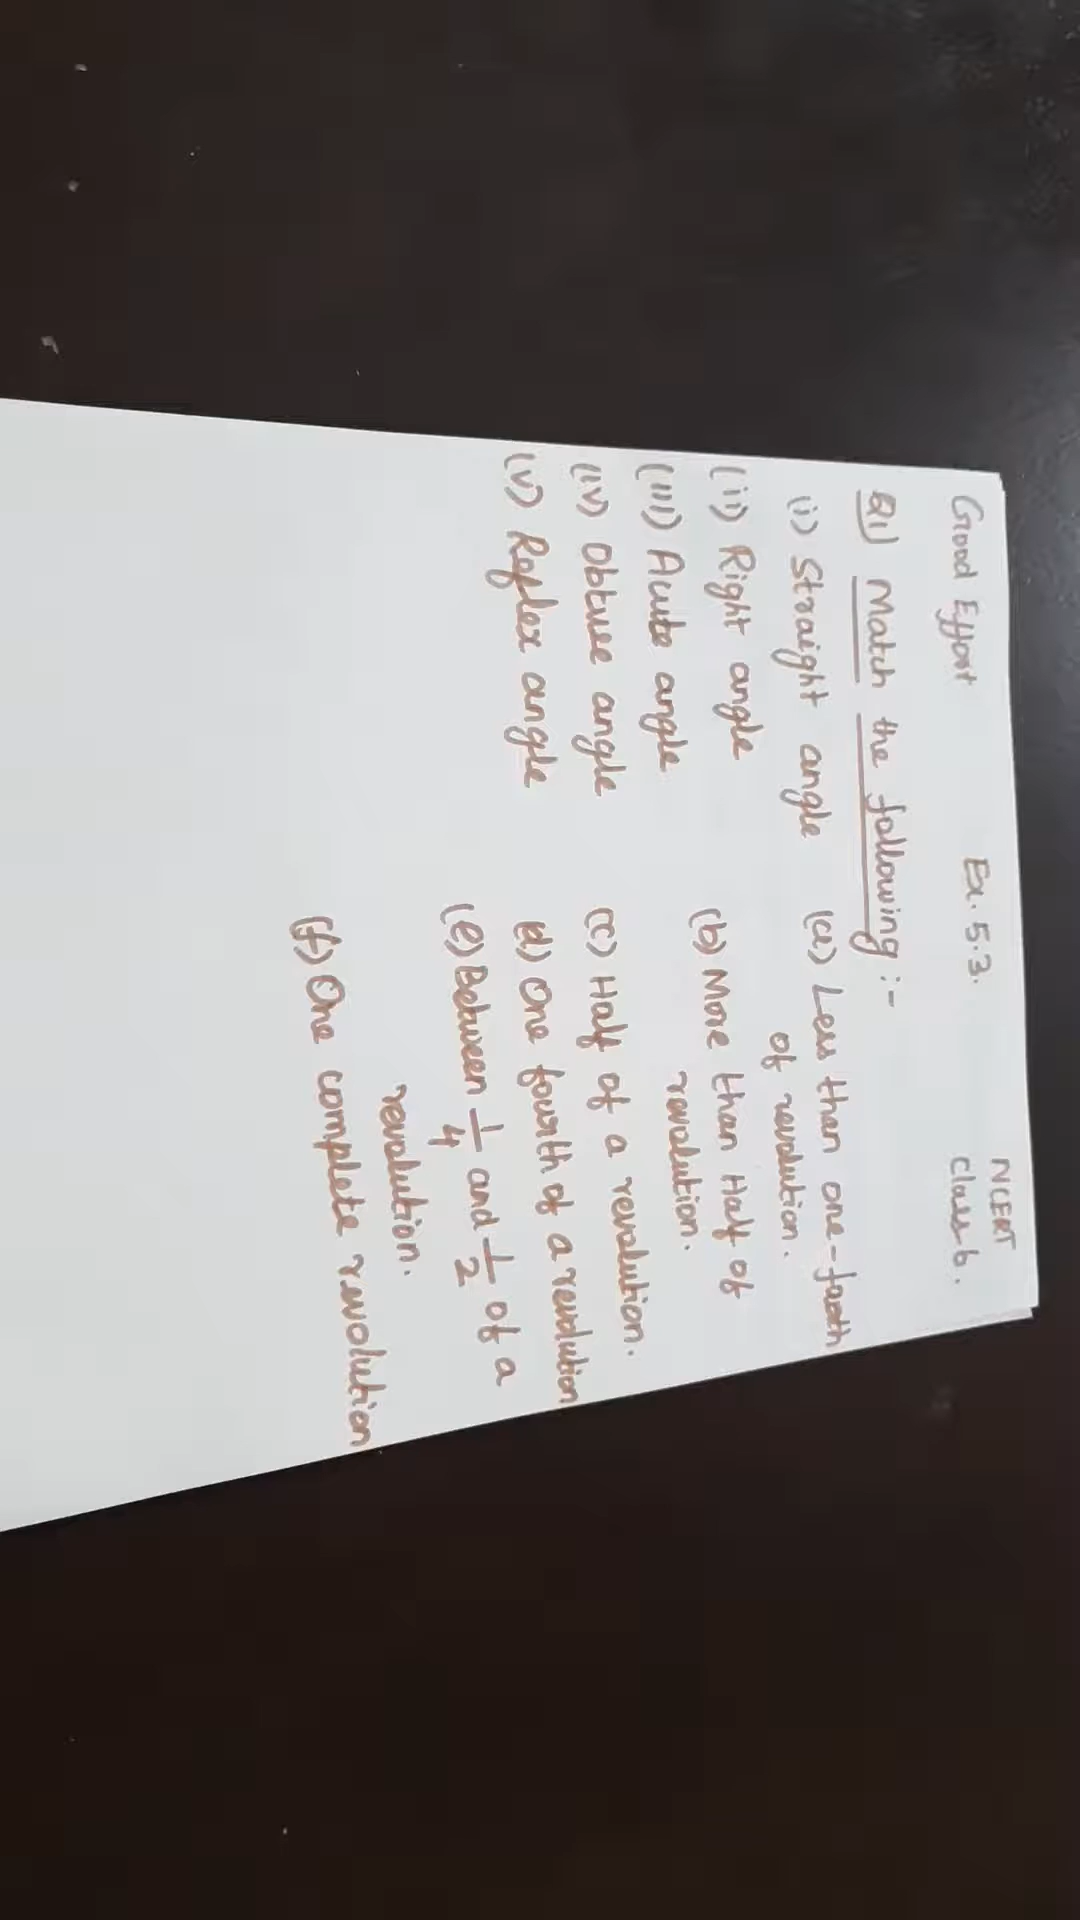 Good Effort Ex. 5.3. NCERT
Class 6.
Q1) Match the following :-
(i) Straight angle (a) Less than one-footh
of revolution.
(ii) Right angle (b) More than Half of
revolution.
(iii) Acute angle (c) Half of a revolution.
(iv) Obtuse angle (d) One fourth of a revolution
(v) Reflex angle (e) Between 1/4 and 1/2 of a
revolution.
(f) One complete revolution